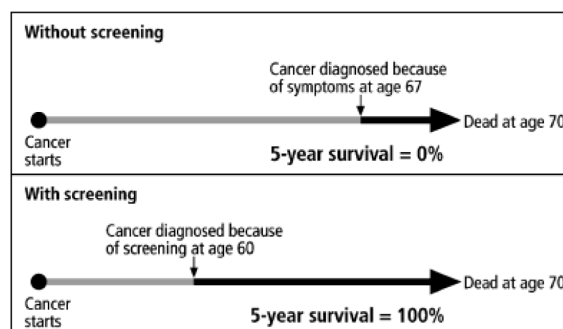 Without screening
Cancer diagnosed because
of symptoms at age 67
Dead at age 70
Cancer
starts
5-year survival = 0%
With screening
Cancer diagnosed because
of screening at age 60
Dead at age 70
Cancer
starts
5-year survival = 100%